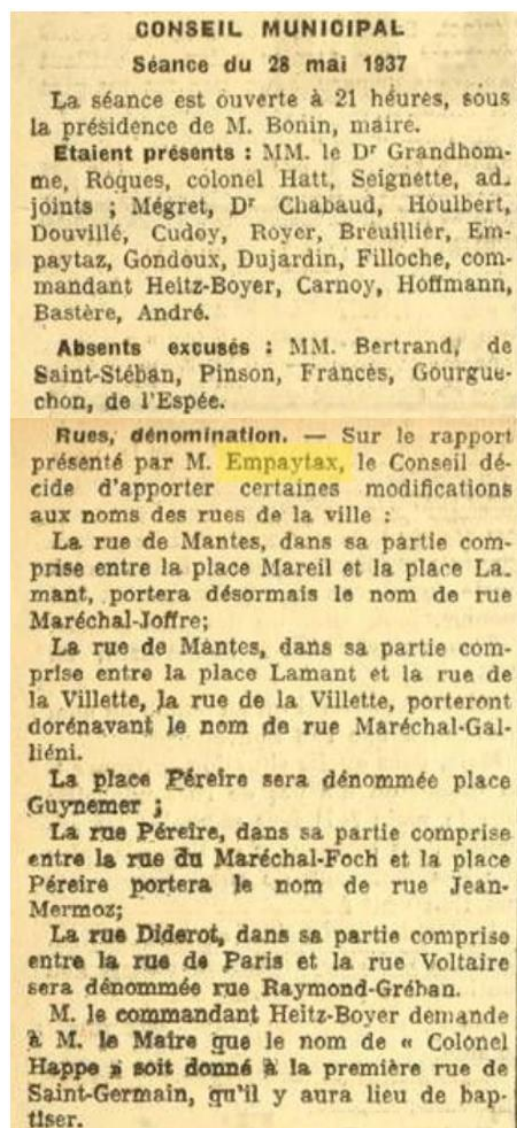 CONSEIL MUNICIPAL
Séance du 28 mai 1937
La séance est ouverte à 21 héures, sous
la présidence de M. Bonin, maire.
Etaient présents : MM. le Dr Grandhom-
me, Roques, colonel Hatt, Seignette, ad.
joints ; Mégret, Dr Chabaud, Houlbert,
Douvillé, Cudoy, Royer, Breuillier, Em-
paytaz, Gondoux, Dujardin, Filloche, com-
mandant Heitz-Boyer, Carnoy, Hoffmann,
Bastère, André.
Absents excusés : MM. Bertrand, de
Saint-Stéban, Pinson, Francès, Gourgue-
chon, de l'Espée.
Rues, dénomination. — Sur le rapport
présenté par M. Empaytax, le Conseil dé-
cide d'apporter certaines modifications
aux noms des rues de la ville :
La rue de Mantes, dans sa partie com-
prise entre la place Mareil et la place La.
mant, portera désormais le nom de rue
Maréchal-Joffre;
La rue de Mantes, dans sa partie com-
prise entre la place Lamant et la rue de
la Villette, la rue de la Villette, porteront
dorénavant le nom de rue Maréchal-Gal-
liéni.
La place Péreire sera dénommée place
Guynemer ;
La rue Péreire, dans sa partie comprise
entre la rue du Maréchal-Foch et la place
Péreire portera le nom de rue Jean-
Mermoz;
La rue Diderot, dans sa partie comprise
entre la rue de Paris et la rue Voltaire
sera dénommée rue Raymond-Gréban.
M. le commandant Heitz-Boyer demande
à M. le Maire que le nom de « Colonel
Happe » soit donné à la première rue de
Saint-Germain, qu'il y aura lieu de bap-
tiser.